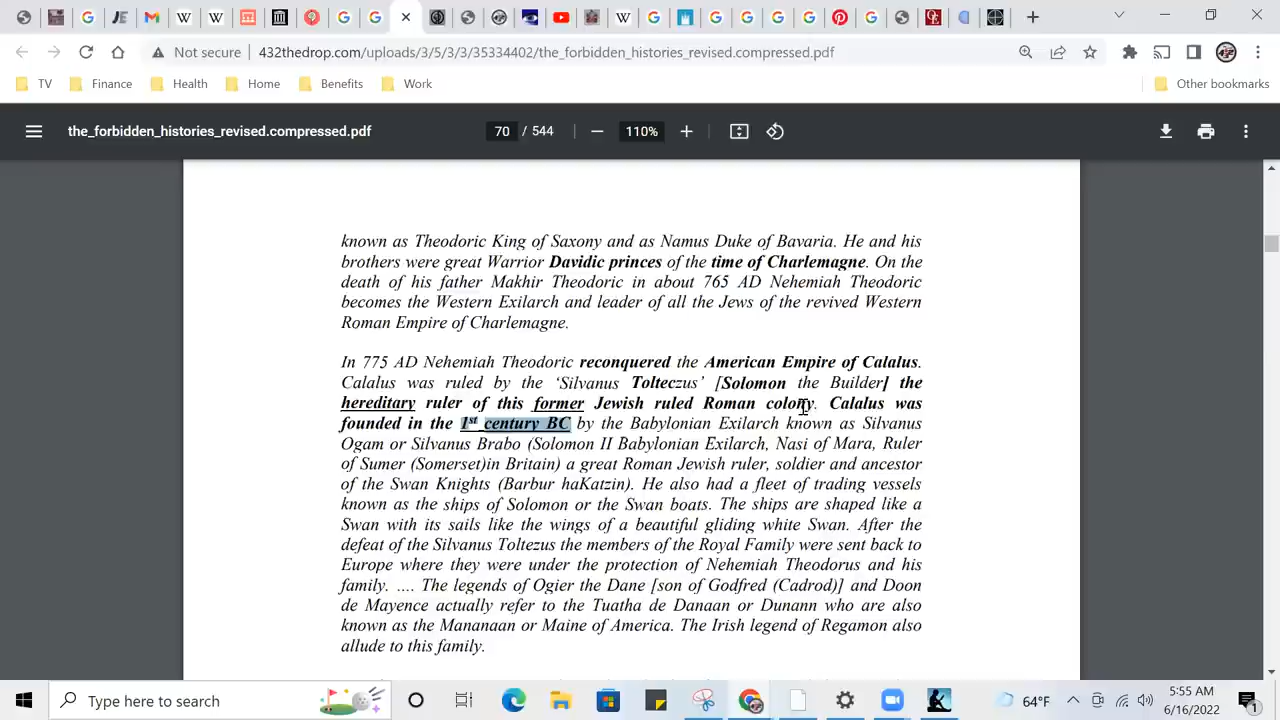 Not secure
432thedrop.com/uploads/3/5/3/3/35334402/the_forbidden_histories_revised.compressed.pdf
TV
Finance
Health
Home
Benefits
Work
Other bookmarks
the_forbidden_histories_revised.compressed.pdf
70 / 544
110%
known as Theodoric King of Saxony and as Namus Duke of Bavaria. He and his
brothers were great Warrior Davidic princes of the time of Charlemagne. On the
death of his father Makhir Theodoric in about 765 AD Nehemiah Theodoric
becomes the Western Exilarch and leader of all the Jews of the revived Western
Roman Empire of Charlemagne.
In 775 AD Nehemiah Theodoric reconquered the American Empire of Calalus.
Calalus was ruled by the ‘Silvanus Tolteczus’ [Solomon the Builder] the
hereditary ruler of this former Jewish ruled Roman colony. Calalus was
founded in the 1st century BC by the Babylonian Exilarch known as Silvanus
Ogam or Silvanus Brabo (Solomon II Babylonian Exilarch, Nasi of Mara, Ruler
of Sumer (Somerset)in Britain) a great Roman Jewish ruler, soldier and ancestor
of the Swan Knights (Barbur haKatzin). He also had a fleet of trading vessels
known as the ships of Solomon or the Swan boats. The ships are shaped like a
Swan with its sails like the wings of a beautiful gliding white Swan. After the
defeat of the Silvanus Toltezus the members of the Royal Family were sent back to
Europe where they were under the protection of Nehemiah Theodorus and his
family. .... The legends of Ogier the Dane [son of Godfred (Cadrod)] and Doon
de Mayence actually refer to the Tuatha de Danaan or Dunann who are also
known as the Mananaan or Maine of America. The Irish legend of Regamon also
allude to this family.
Type here to search
64°F
5:55 AM
6/16/2022
1